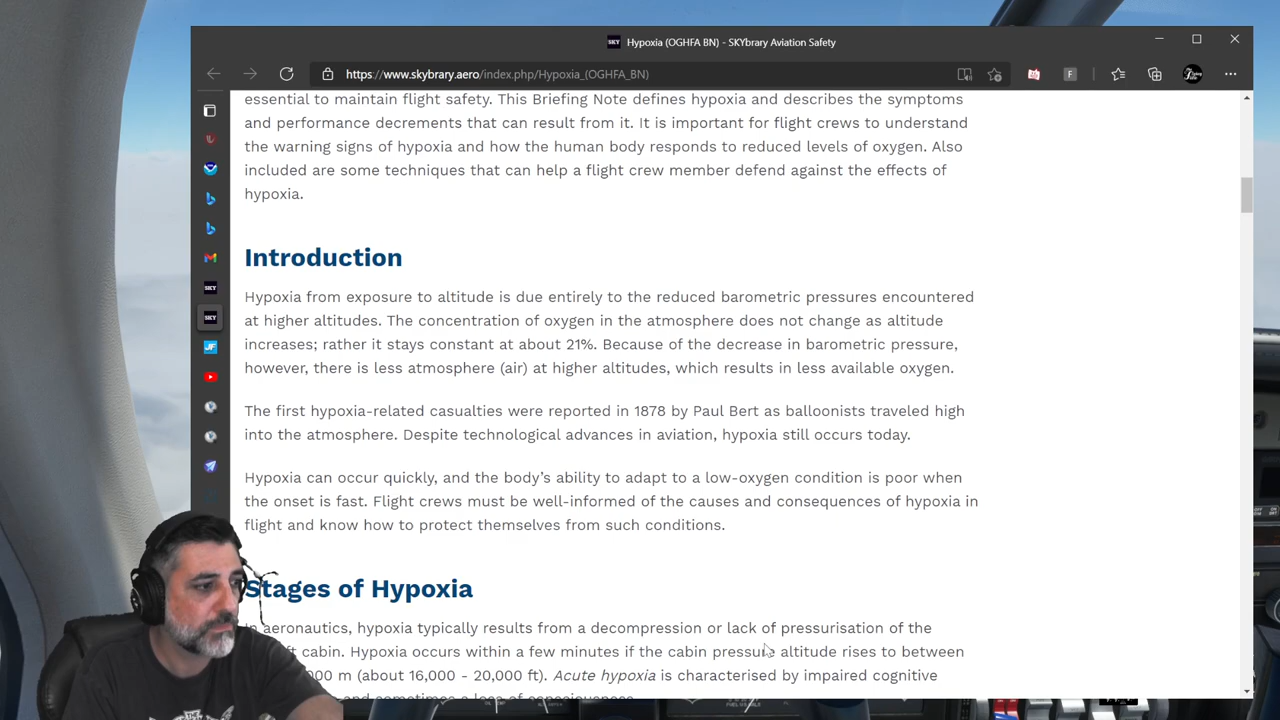 Hypoxia (OGHFA BN) - SKYbrary Aviation Safety
https://www.skybrary.aero/index.php/Hypoxia_(OGHFA_BN)
essential to maintain flight safety. This Briefing Note defines hypoxia and describes the symptoms
and performance decrements that can result from it. It is important for flight crews to understand
the warning signs of hypoxia and how the human body responds to reduced levels of oxygen. Also
included are some techniques that can help a flight crew member defend against the effects of
hypoxia.
Introduction
Hypoxia from exposure to altitude is due entirely to the reduced barometric pressures encountered
at higher altitudes. The concentration of oxygen in the atmosphere does not change as altitude
increases; rather it stays constant at about 21%. Because of the decrease in barometric pressure,
however, there is less atmosphere (air) at higher altitudes, which results in less available oxygen.
The first hypoxia-related casualties were reported in 1878 by Paul Bert as balloonists traveled high
into the atmosphere. Despite technological advances in aviation, hypoxia still occurs today.
Hypoxia can occur quickly, and the body's ability to adapt to a low-oxygen condition is poor when
the onset is fast. Flight crews must be well-informed of the causes and consequences of hypoxia in
flight and know how to protect themselves from such conditions.
Stages of Hypoxia
In aeronautics, hypoxia typically results from a decompression or lack of pressurisation of the
cabin. Hypoxia occurs within a few minutes if the cabin pressure altitude rises to between
m (about 16,000 - 20,000 ft). Acute hypoxia is characterised by impaired cognitive